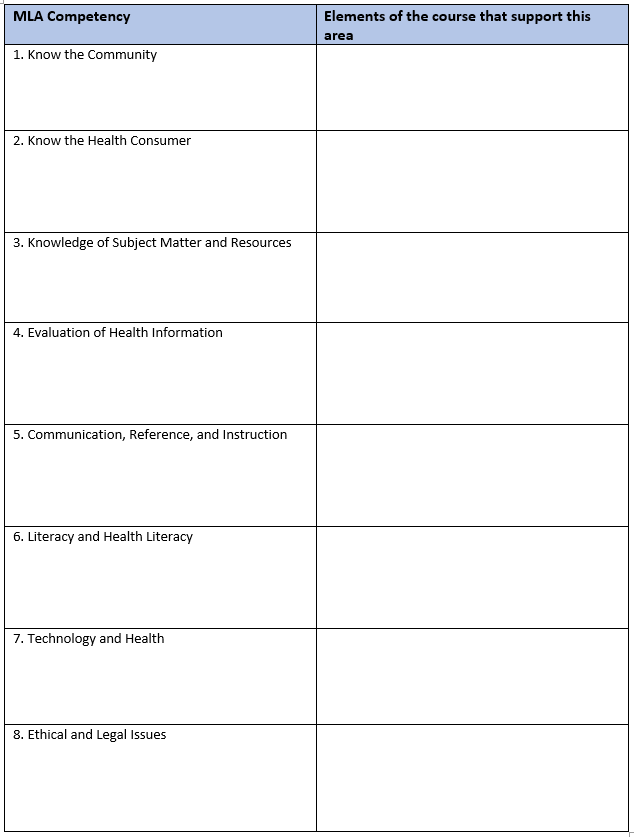 MLA Competency
Elements of the course that support this
area
1. Know the Community
2. Know the Health Consumer
3. Knowledge of Subject Matter and Resources
4. Evaluation of Health Information
5. Communication, Reference, and Instruction
6. Literacy and Health Literacy
7. Technology and Health
8. Ethical and Legal Issues